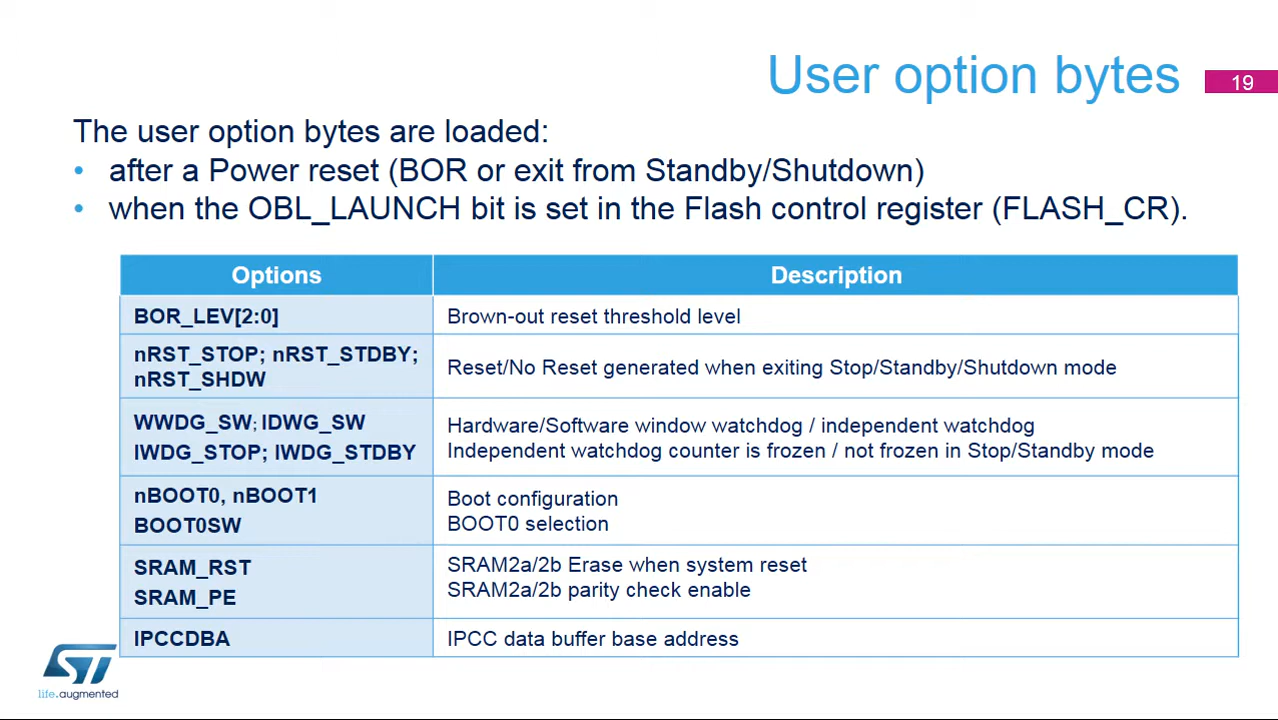 User option bytes
19
The user option bytes are loaded:
• after a Power reset (BOR or exit from Standby/Shutdown)
• when the OBL_LAUNCH bit is set in the Flash control register (FLASH_CR).
Options
Description
BOR_LEV[2:0]
Brown-out reset threshold level
nRST_STOP; nRST_STDBY;
nRST_SHDW
Reset/No Reset generated when exiting Stop/Standby/Shutdown mode
WWDG_SW; IDWG_SW
IWDG_STOP; IWDG_STDBY
Hardware/Software window watchdog / independent watchdog
Independent watchdog counter is frozen / not frozen in Stop/Standby mode
nBOOT0, nBOOT1
BOOT0SW
Boot configuration
BOOT0 selection
SRAM_RST
SRAM_PE
SRAM2a/2b Erase when system reset
SRAM2a/2b parity check enable
IPCCDBA
IPCC data buffer base address
ST
life.augmented